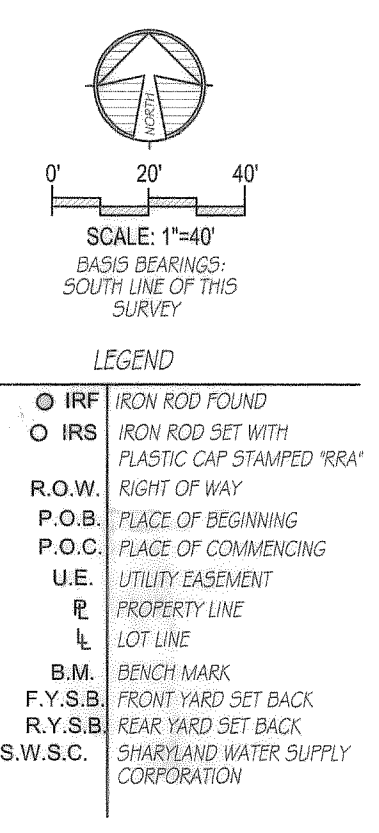 NORTH
0' 20' 40'
SCALE: 1"=40'
BASIS BEARINGS:
SOUTH LINE OF THIS
SURVEY
LEGEND
IRF IRON ROD FOUND
IRS IRON ROD SET WITH
PLASTIC CAP STAMPED "RRA"
R.O.W. RIGHT OF WAY
P.O.B. PLACE OF BEGINNING
P.O.C. PLACE OF COMMENCING
U.E. UTILITY EASEMENT
PL PROPERTY LINE
LL LOT LINE
B.M. BENCH MARK
F.Y.S.B. FRONT YARD SET BACK
R.Y.S.B. REAR YARD SET BACK
S.W.S.C. SHARYLAND WATER SUPPLY
CORPORATION